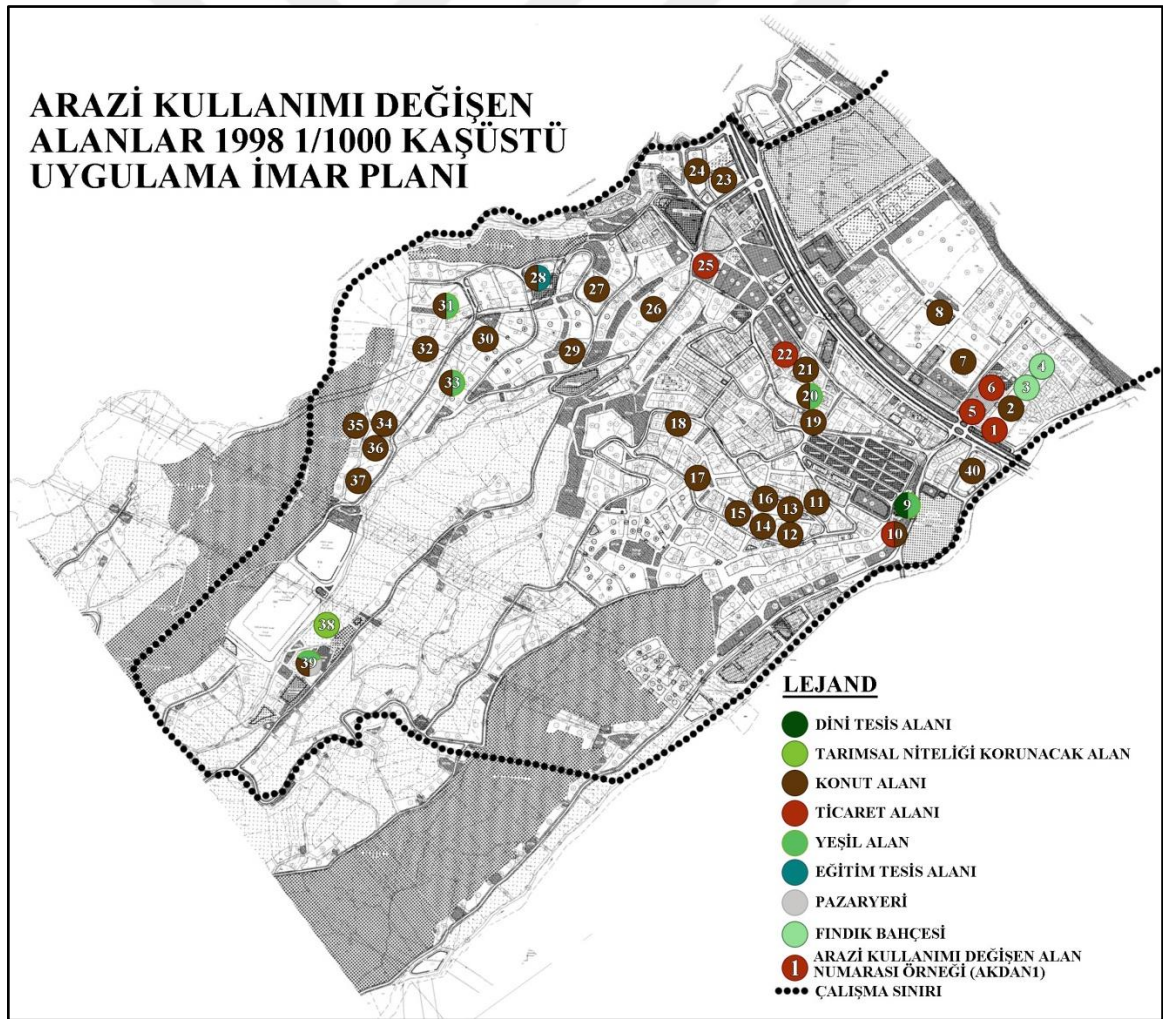 ARAZİ KULLANIMI DEĞİŞEN
ALANLAR 1998 1/1000 KAŞÜSTÜ
UYGULAMA İMAR PLANI
24
23
25
28
27
31
26
8
30
32
29
22
7
21
4
33
6
3
20
5
2
35
34
18
19
1
36
40
37
17
16
11
9
15
13
14
12
10
38
39
LEJAND
DİNİ TESİS ALANI
TARIMSAL NİTELİĞİ KORUNACAK ALAN
KONUT ALANI
TİCARET ALANI
YEŞİL ALAN
EĞİTİM TESİS ALANI
PAZARYERİ
FINDIK BAHÇESİ
1 ARAZİ KULLANIMI DEĞİŞEN ALAN
NUMARASI ÖRNEĞİ (AKDAN1)
ÇALIŞMA SINIRI